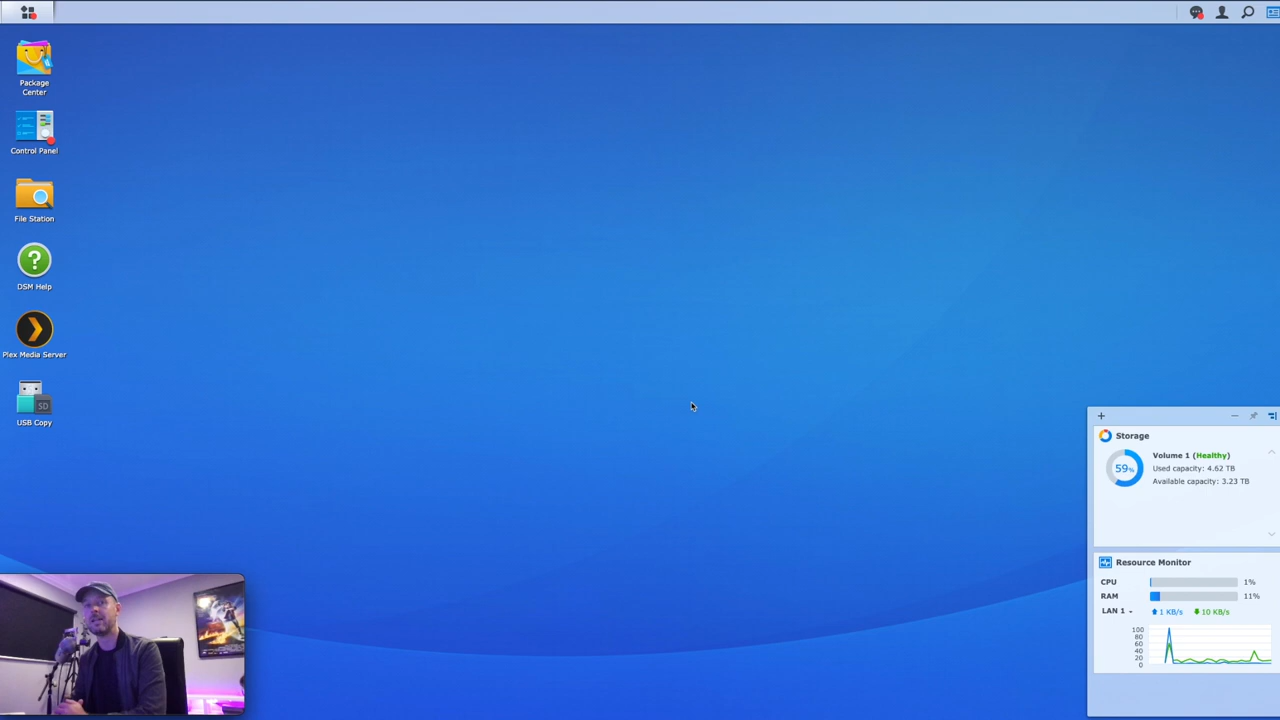 Package
Center
Control Panel
File Station
?
DSM Help
Plex Media Server
SD
USB Copy
+
Storage
59%
Volume 1 (Healthy)
Used capacity: 4.62 TB
Available capacity: 3.23 TB
Resource Monitor
CPU 1%
RAM 11%
LAN 1 1 KB/s 10 KB/s
100
80
60
40
20
0